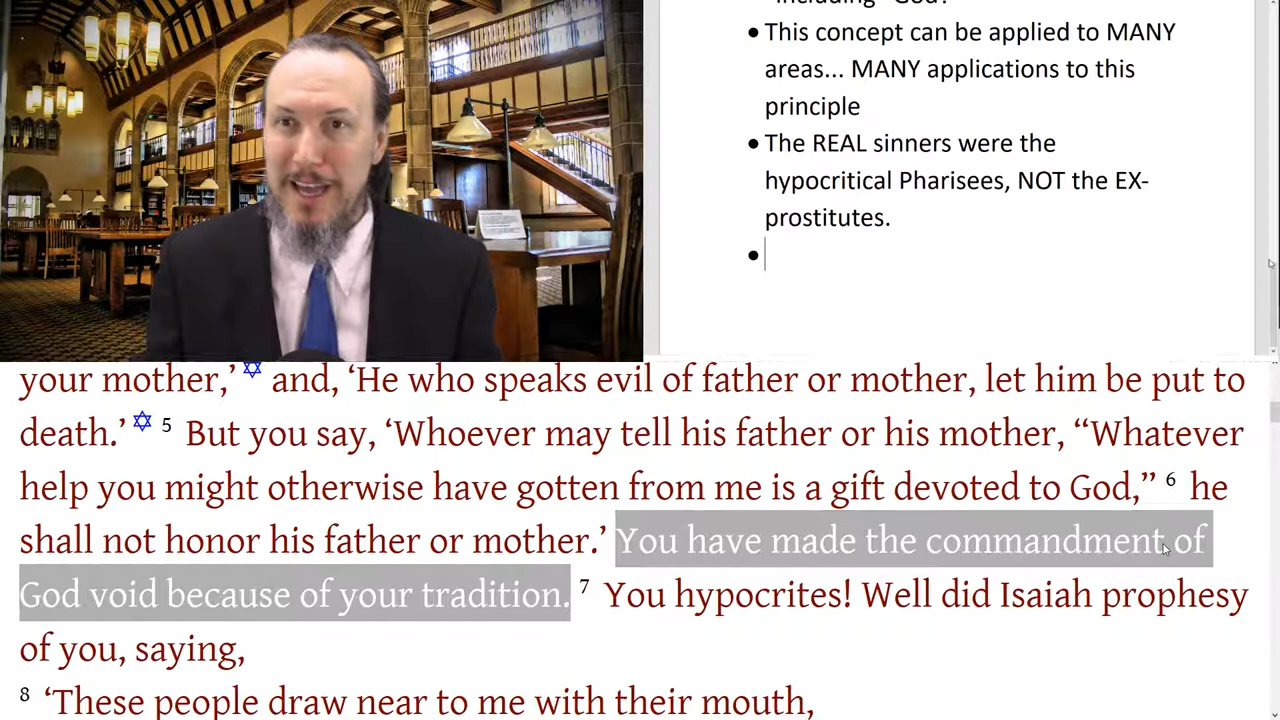 "including" God?
• This concept can be applied to MANY
areas... MANY applications to this
principle
• The REAL sinners were the
hypocritical Pharisees, NOT the EX-
prostitutes.
•
your mother,’✡ and, ‘He who speaks evil of father or mother, let him be put to
death.’✡ 5 But you say, ‘Whoever may tell his father or his mother, “Whatever
help you might otherwise have gotten from me is a gift devoted to God,” 6 he
shall not honor his father or mother.’ You have made the commandment of
God void because of your tradition. 7 You hypocrites! Well did Isaiah prophesy
of you, saying,
8 ‘These people draw near to me with their mouth,